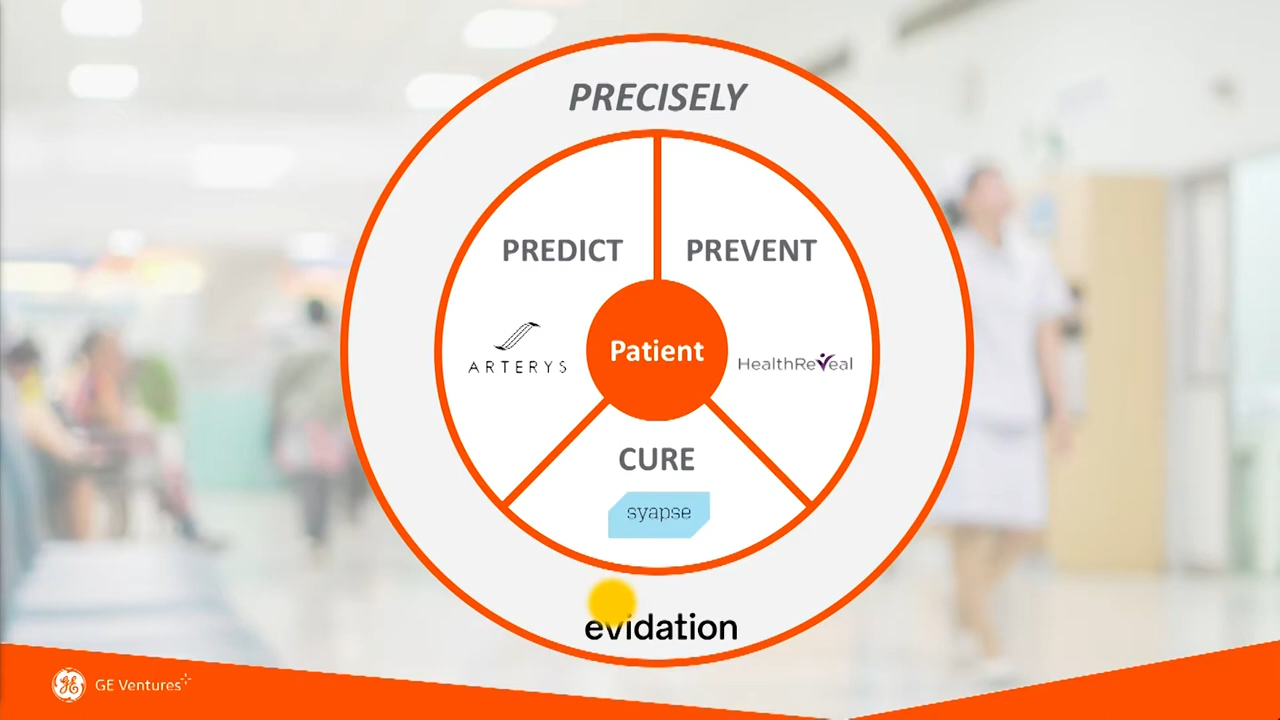 PRECISELY
PREDICT
PREVENT
ARTERYS
Patient
HealthReveal
CURE
syapse
evidation
GE Ventures